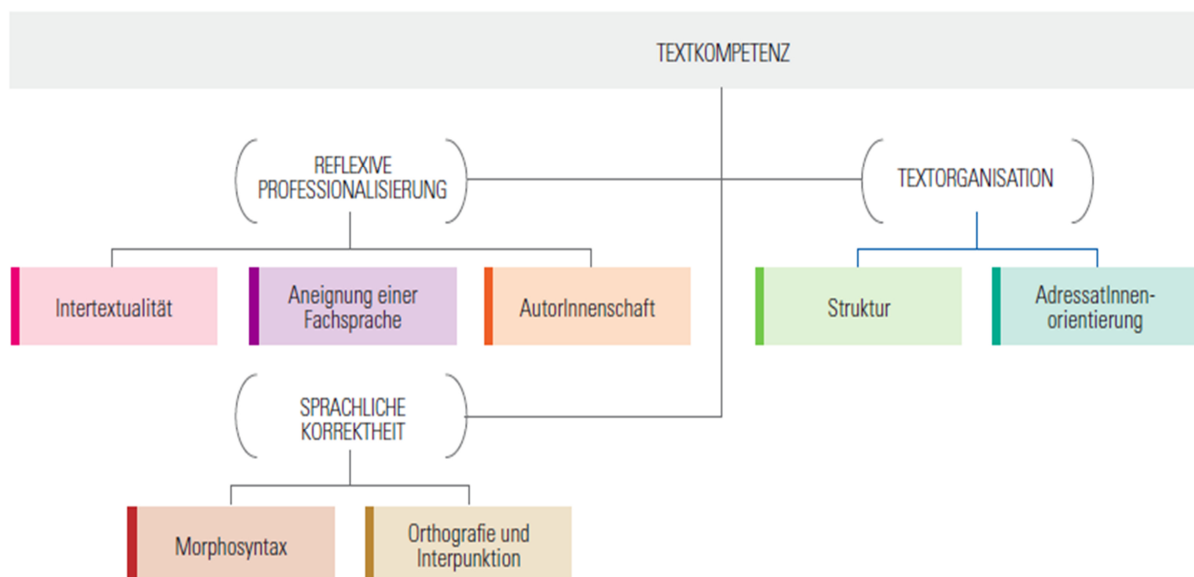 TEXTKOMPETENZ
REFLEXIVE
PROFESSIONALISIERUNG
TEXTORGANISATION
Intertextualität
Aneignung einer
Fachsprache
AutorInnenschaft
Struktur
AdressatInnen-
orientierung
SPRACHLICHE
KORREKTHEIT
Morphosyntax
Orthografie und
Interpunktion